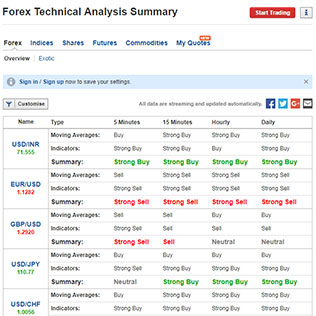 Forex Technical Analysis Summary
Start Trading
NEW
Forex Indices Shares Futures Commodities My Quotes
Overview Exotic
Sign in / Sign up now to save your settings.
Customise All data are streaming and updated automatically.
Name Type 5 Minutes 15 Minutes Hourly Daily
Moving Averages: Buy Strong Buy Strong Buy Strong Buy
USD/INR Indicators: Strong Buy Strong Buy Strong Buy Strong Buy
71.555
Summary: Strong Buy Strong Buy Strong Buy Strong Buy
Moving Averages: Sell Strong Sell Strong Sell Strong Sell
EUR/USD Indicators: Strong Sell Strong Sell Strong Sell Strong Sell
1.1282
Summary: Strong Sell Strong Sell Strong Sell Strong Sell
Moving Averages: Sell Sell Buy Buy
GBP/USD Indicators: Strong Sell Sell Sell Sell
1.2920
Summary: Strong Sell Sell Neutral Neutral
Moving Averages: Buy Strong Buy Strong Buy Strong Buy
USD/JPY Indicators: Sell Strong Buy Strong Buy Strong Buy
110.77
Summary: Neutral Strong Buy Strong Buy Strong Buy
Moving Averages: Buy Strong Buy Strong Buy Strong Buy
USD/CHF Indicators: Strong Buy Strong Buy Strong Buy Strong Buy
1.0056